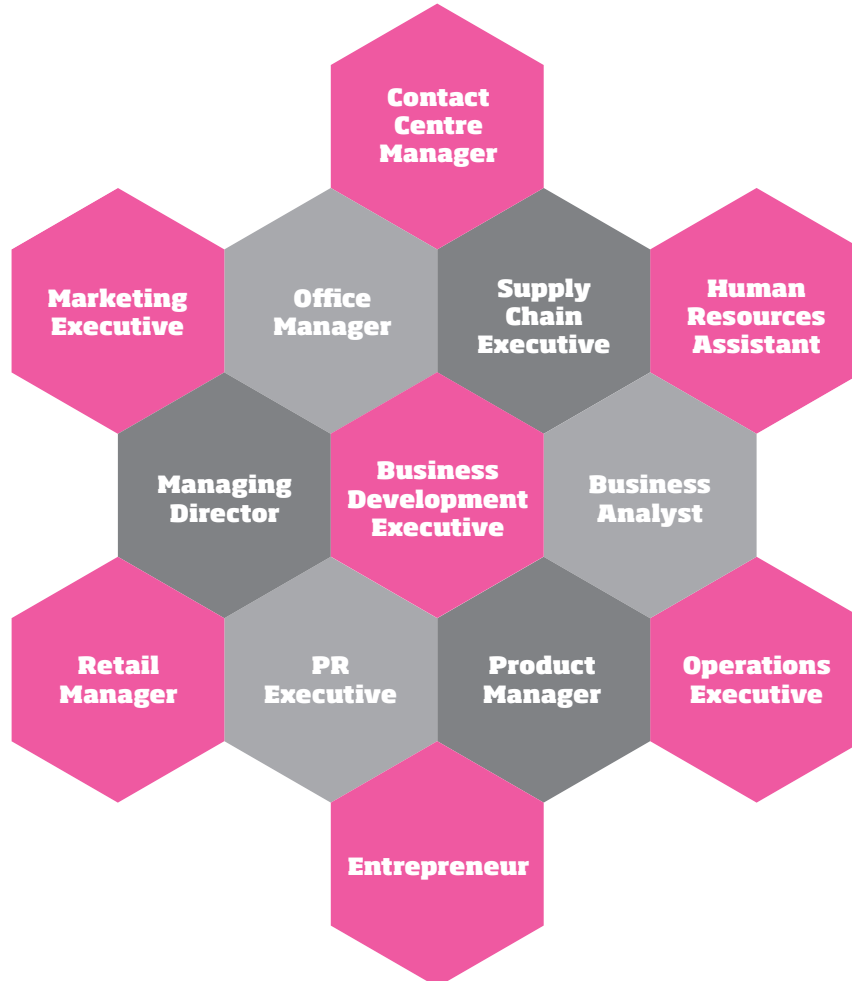 Contact
Centre
Manager
Marketing
Executive
Office
Manager
Supply
Chain
Executive
Human
Resources
Assistant
Managing
Director
Business
Development
Executive
Business
Analyst
Retail
Manager
PR
Executive
Product
Manager
Operations
Executive
Entrepreneur